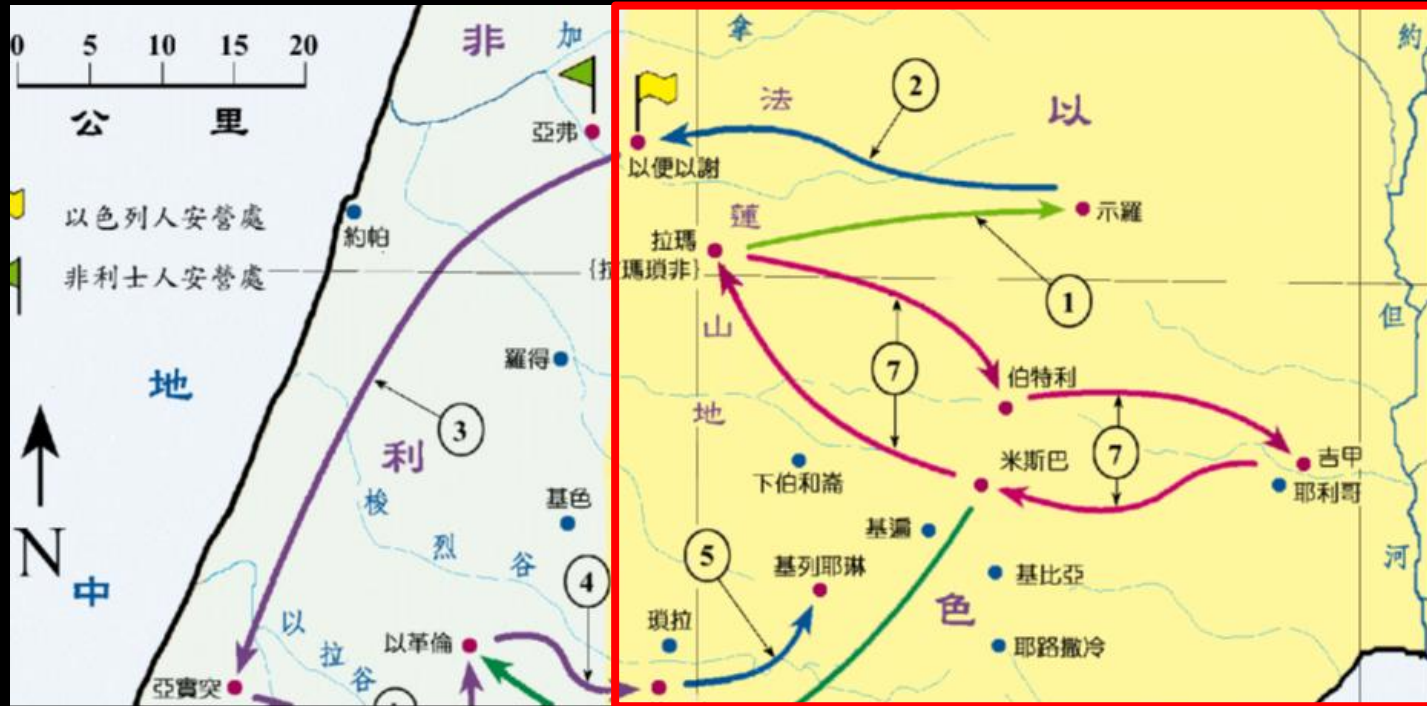 0 5 10 15 20
公里
以色列人安營處
非利士人安營處
地
中
N
非
利
加
拿
亞弗
以便以謝
法
蓮
山
地
以
色
約
但
河
2
示羅
約帕
拉瑪
{拉瑪瑣非}
1
羅得
7
伯特利
3
下伯和崙
米斯巴
7
吉甲
耶利哥
基色
梭
烈
谷
4
5
基遍
基列耶琳
基比亞
以
拉
谷
以革倫
瑣拉
耶路撒冷
亞實突